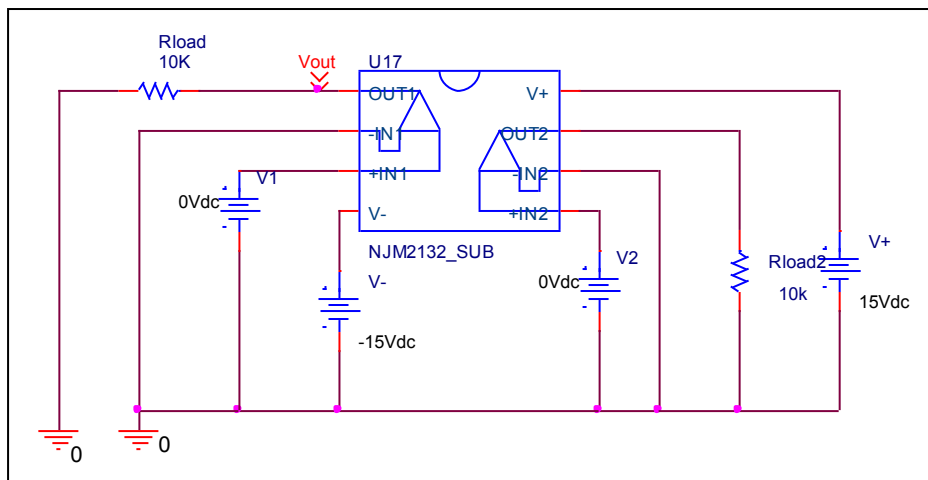 Rload
10K
Vout
U17
OUT1
V+
-IN1
OUT2
+IN1
-IN2
V1
0Vdc
V-
+IN2
NJM2132_SUB
V2
V+
V-
0Vdc
Rload2
10k
15Vdc
-15Vdc
0
0